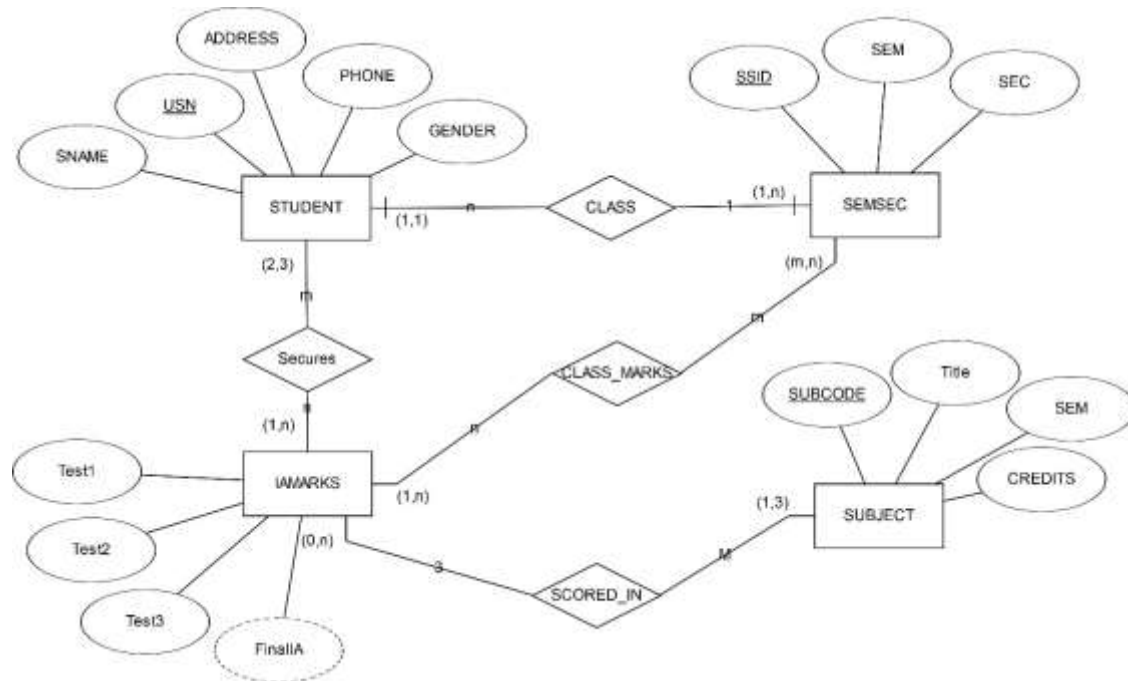 ADDRESS
SEM
PHONE
SSID
USN
SEC
GENDER
SNAME
STUDENT
(1,1)
n
CLASS
1
(1,n)
SEMSEC
(2,3)
(m,n)
m
m
Secures
CLASS_MARKS
n
n
(1,n)
SUBCODE
Title
SEM
CREDITS
Test1
IAMARKS
(1,n)
(1,3)
SUBJECT
Test2
(0,n)
3
M
SCORED_IN
Test3
FinalIA